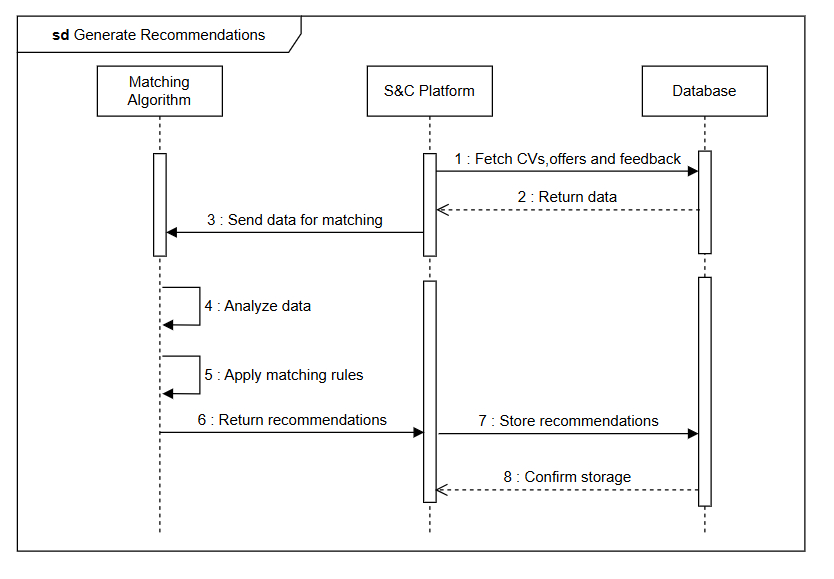 sd Generate Recommendations
Matching
Algorithm
S&C Platform
Database
1 : Fetch CVs,offers and feedback
2 : Return data
3 : Send data for matching
4 : Analyze data
5 : Apply matching rules
6 : Return recommendations
7 : Store recommendations
8 : Confirm storage